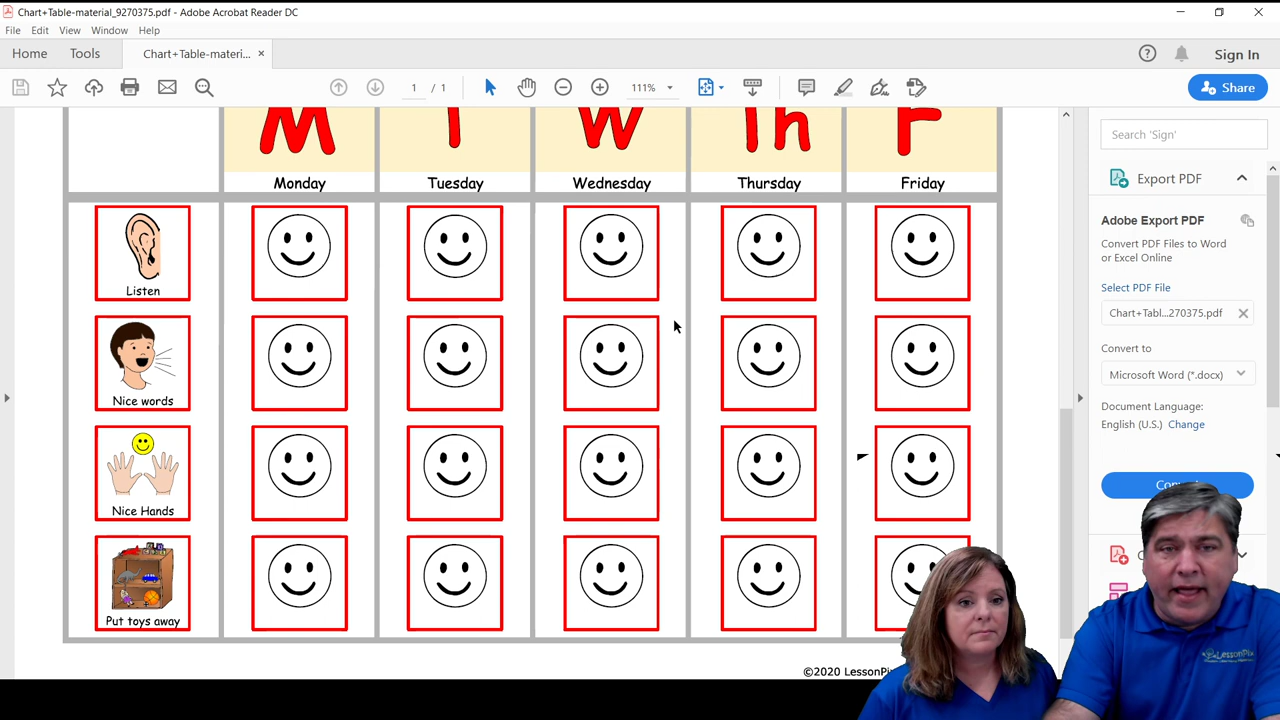 Chart+Table-material_9270375.pdf - Adobe Acrobat Reader DC
File Edit View Window Help
Home Tools Chart+Table-materi... × Sign In
1 / 1 111% Share
M T W Th F
Monday Tuesday Wednesday Thursday Friday
Listen
Nice words
Nice Hands
Put toys away
©2020 LessonPix
Search 'Sign'
Export PDF
Adobe Export PDF
Convert PDF Files to Word
or Excel Online
Select PDF File
Chart+Tabl...270375.pdf
Convert to
Microsoft Word (*.docx)
Document Language:
English (U.S.) Change
LessonPix